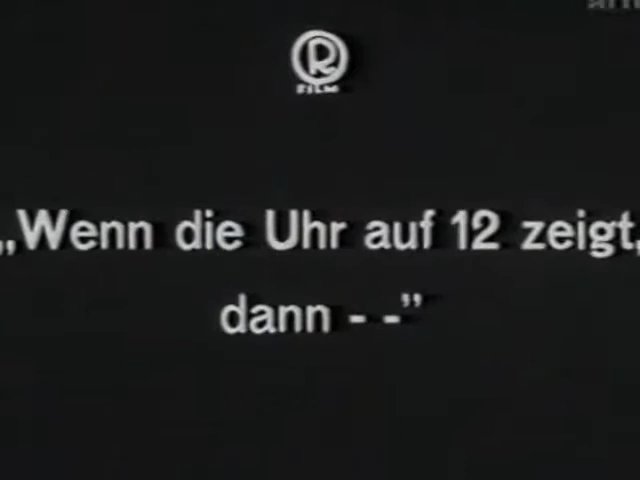 R
FILM
„Wenn die Uhr auf 12 zeigt,
dann - -”